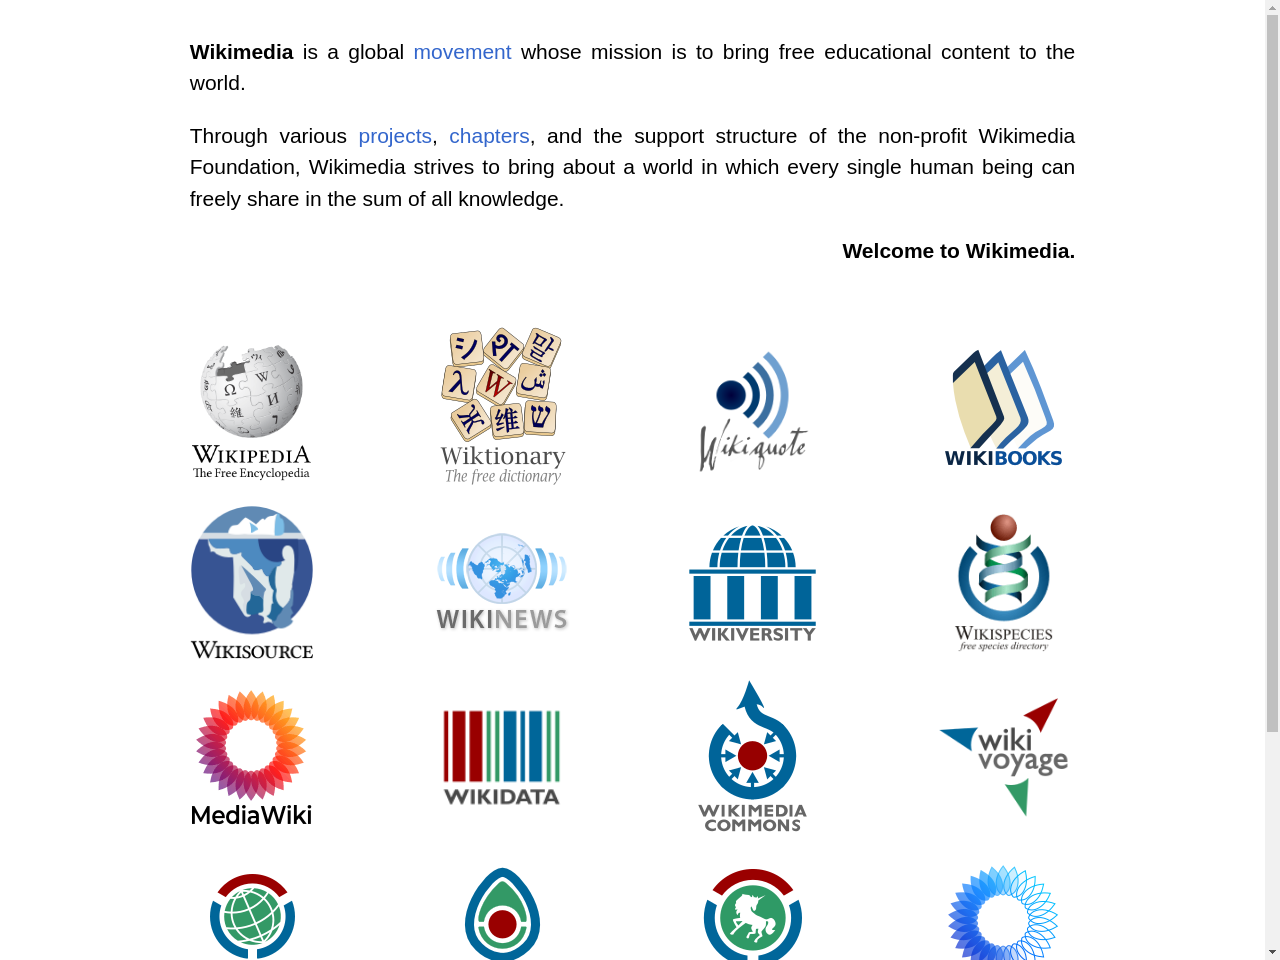 Wikimedia is a global movement whose mission is to bring free educational content to the
world.
Through various projects, chapters, and the support structure of the non-profit Wikimedia
Foundation, Wikimedia strives to bring about a world in which every single human being can
freely share in the sum of all knowledge.
Welcome to Wikimedia.
Ω W И 維
WIKIPEDIA
The Free Encyclopedia
シ श 말
λ W ش
维 ש
Wiktionary
The free dictionary
Wikiquote
WIKIBOOKS
WIKISOURCE
WIKINEWS
WIKIVERSITY
WIKISPECIES
free species directory
MediaWiki
WIKIDATA
WIKIMEDIA
COMMONS
wiki
voyage